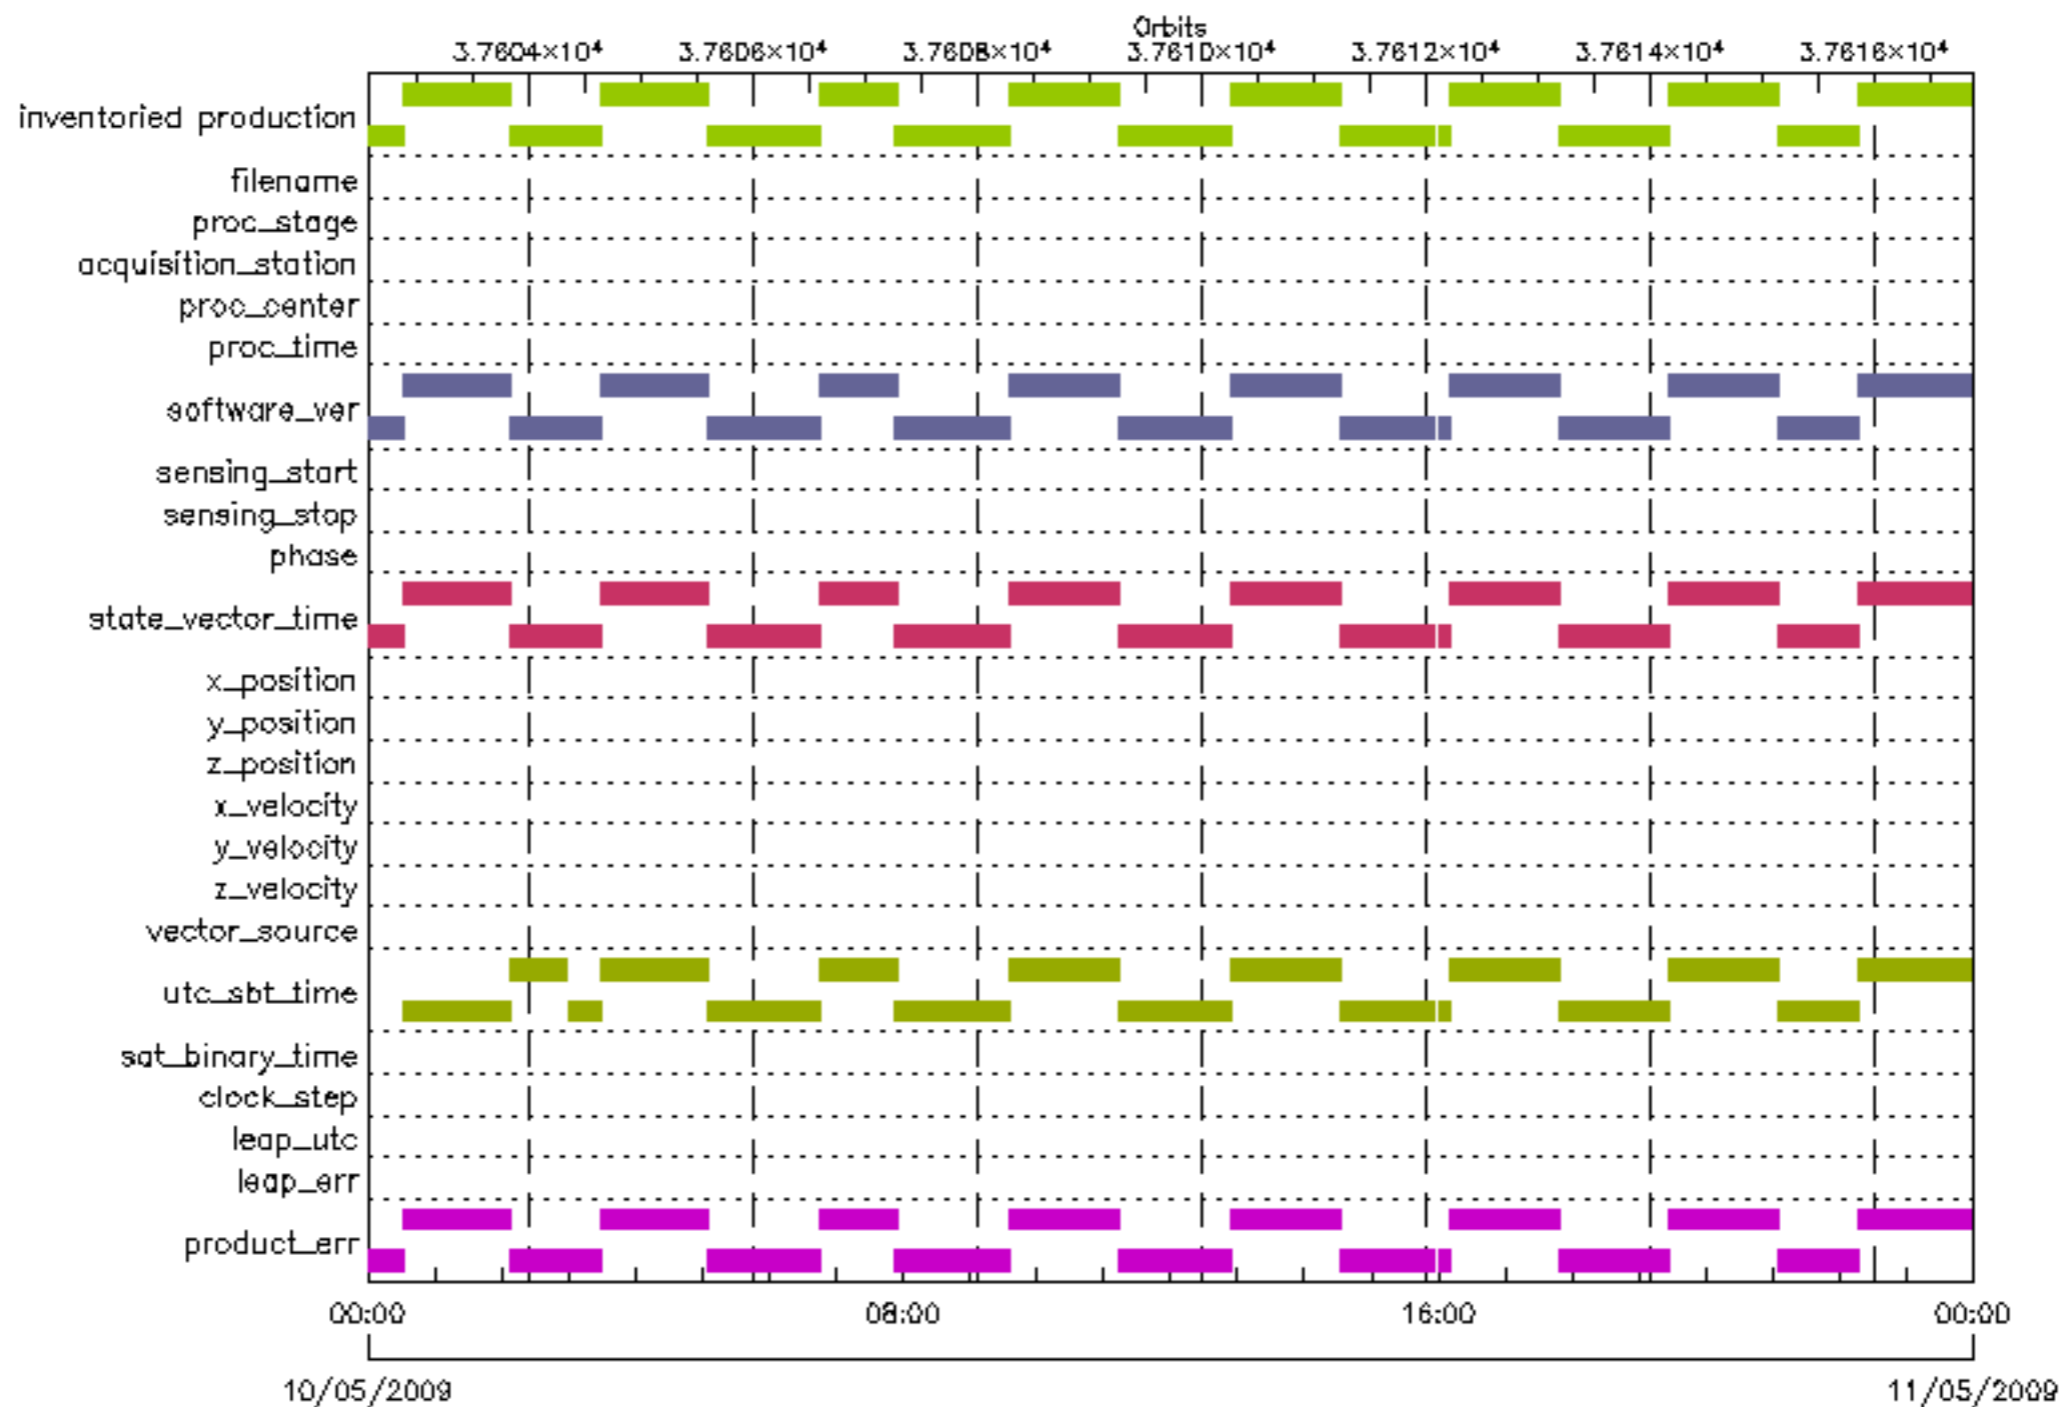 Orbits
3.7604×10⁴ 3.7606×10⁴ 3.7608×10⁴ 3.7610×10⁴ 3.7612×10⁴ 3.7614×10⁴ 3.7616×10⁴
inventoried production
filename
proc_stage
acquisition_station
proc_center
proc_time
software_ver
sensing_start
sensing_stop
phase
state_vector_time
x_position
y_position
z_position
x_velocity
y_velocity
z_velocity
vector_source
utc_sbt_time
sat_binary_time
clock_step
leap_utc
leap_err
product_err
00:00 08:00 16:00 00:00
10/05/2009 11/05/2009